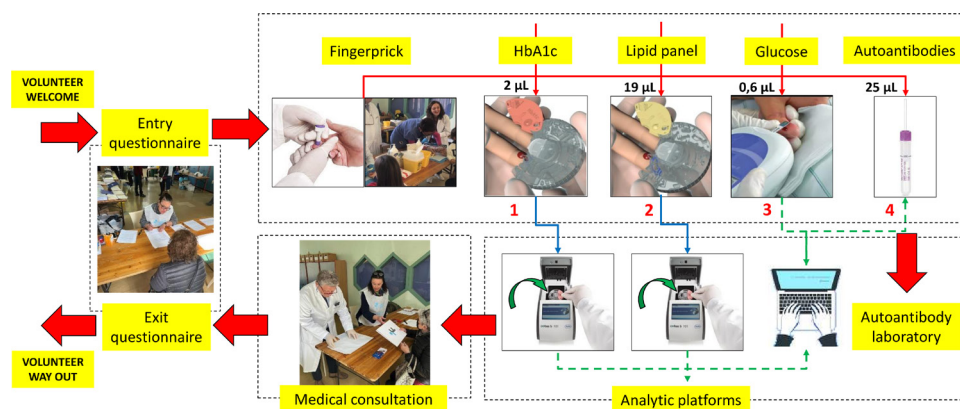 Fingerprick
HbA1c
Lipid panel
Glucose
Autoantibodies
VOLUNTEER
WELCOME
2 µL
19 µL
0,6 µL
25 µL
Entry
questionnaire
1
2
3
4
Exit
questionnaire
Autoantibody
laboratory
VOLUNTEER
WAY OUT
Medical consultation
Analytic platforms